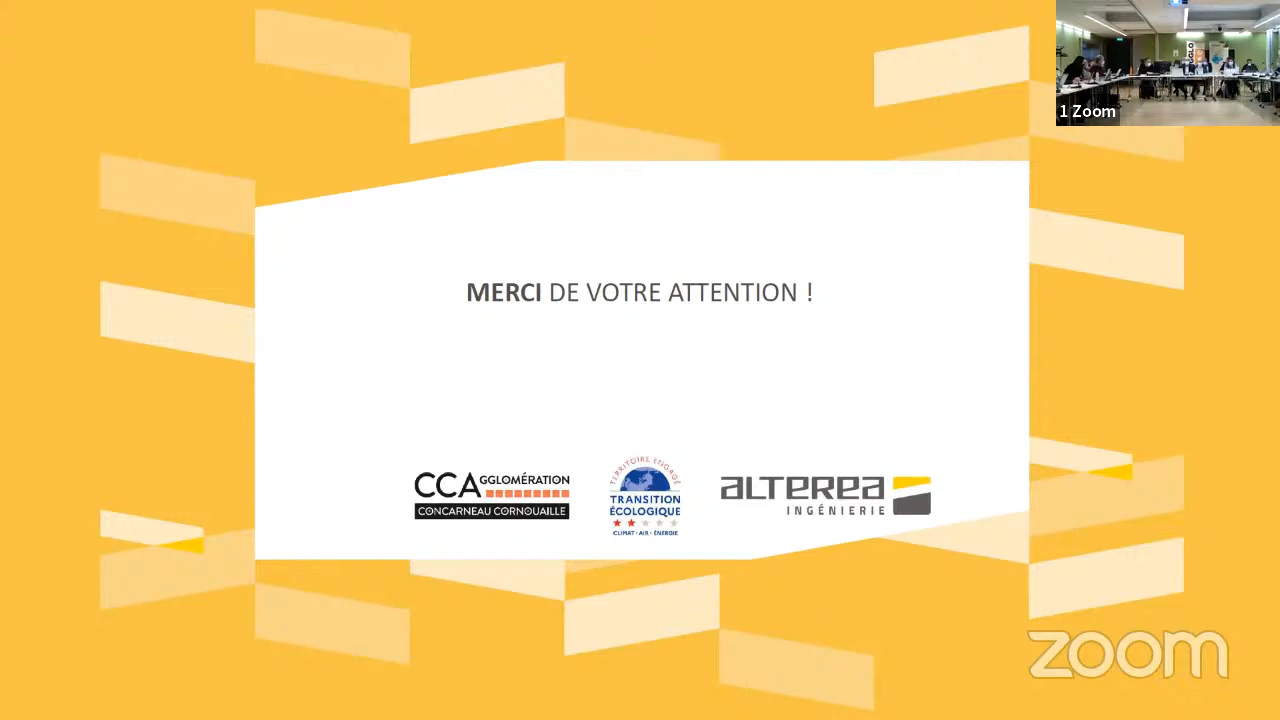 1 Zoom
MERCI DE VOTRE ATTENTION !
CCAGGLOMÉRATION
CONCARNEAU CORNOUAILLE
TERRITOIRE ENGAGÉ
TRANSITION
ÉCOLOGIQUE
CLIMAT - AIR - ÉNERGIE
ALTEREA
INGÉNIERIE
zoom